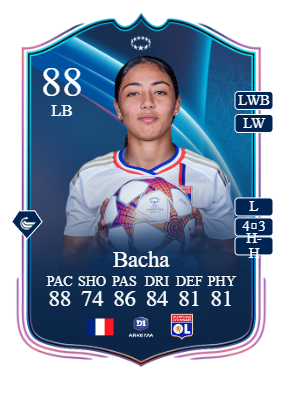 88
LB
LWB
LW
L
4▯3
H-
H
Bacha
PAC SHO PAS DRI DEF PHY
88 74 86 84 81 81
D1
ARKEMA
OL